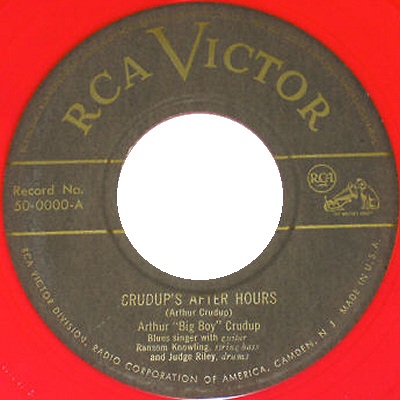 RCA VICTOR
Record No.
50-0000-A
RCA
"HIS MASTER'S VOICE"
CRUDUP'S AFTER HOURS
(Arthur Crudup)
Arthur "Big Boy" Crudup
Blues singer with guitar
Ransom Knowling, string bass
and Judge Riley, drums
RCA VICTOR DIVISION, RADIO CORPORATION OF AMERICA, CAMDEN, N J
MADE IN U.S.A.